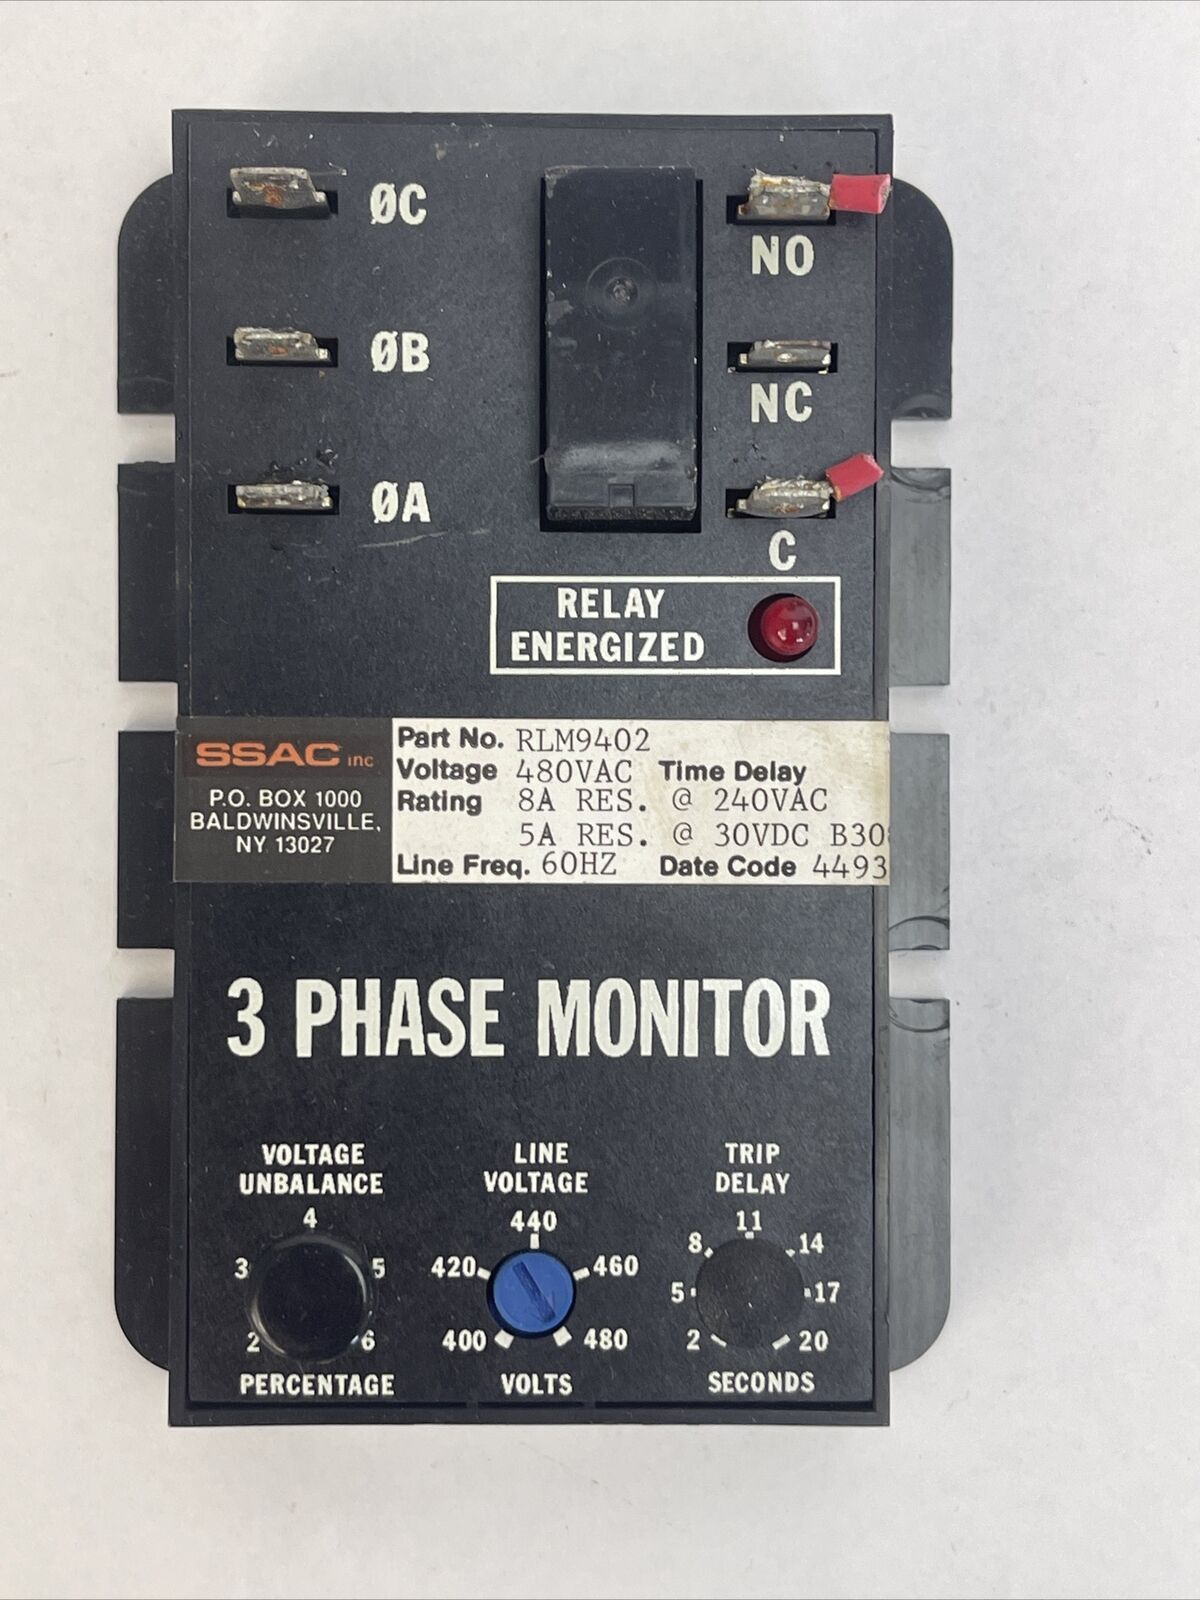 ØC
NO
ØB
NC
ØA
C
RELAY
ENERGIZED
SSAC inc
P.O. BOX 1000
BALDWINSVILLE,
NY 13027
Part No. RLM9402
Voltage 480VAC Time Delay
Rating 8A RES. @ 240VAC
5A RES. @ 30VDC
Line Freq. 60HZ Date Code 4493
3 PHASE MONITOR
VOLTAGE
UNBALANCE
4
3 5
2 6
PERCENTAGE
LINE
VOLTAGE
440
420 460
400 480
VOLTS
TRIP
DELAY
11
8 14
5 17
2 20
SECONDS